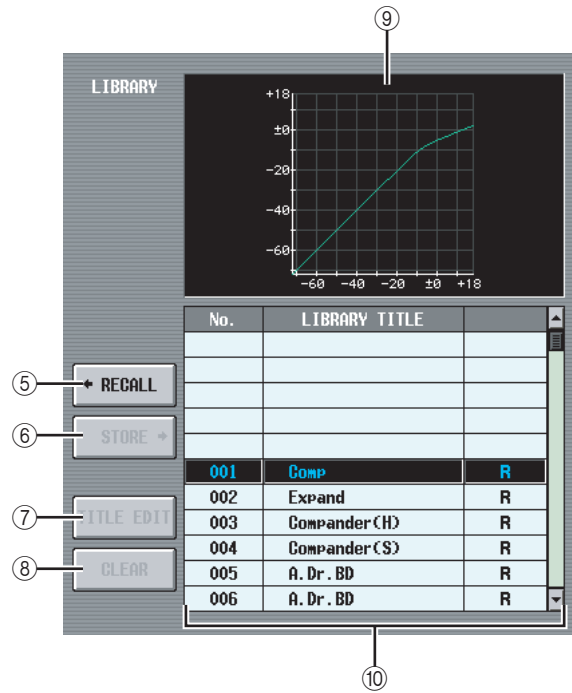 ⑨
LIBRARY
+18
±0
-20
-40
-60
-60 -40 -20 ±0 +18
No. LIBRARY TITLE
⑤ RECALL
⑥ STORE
001 Comp R
002 Expand R
⑦ TITLE EDIT
003 Compander(H) R
004 Compander(S) R
⑧ CLEAR
005 A.Dr.BD R
006 A.Dr.BD R
⑩